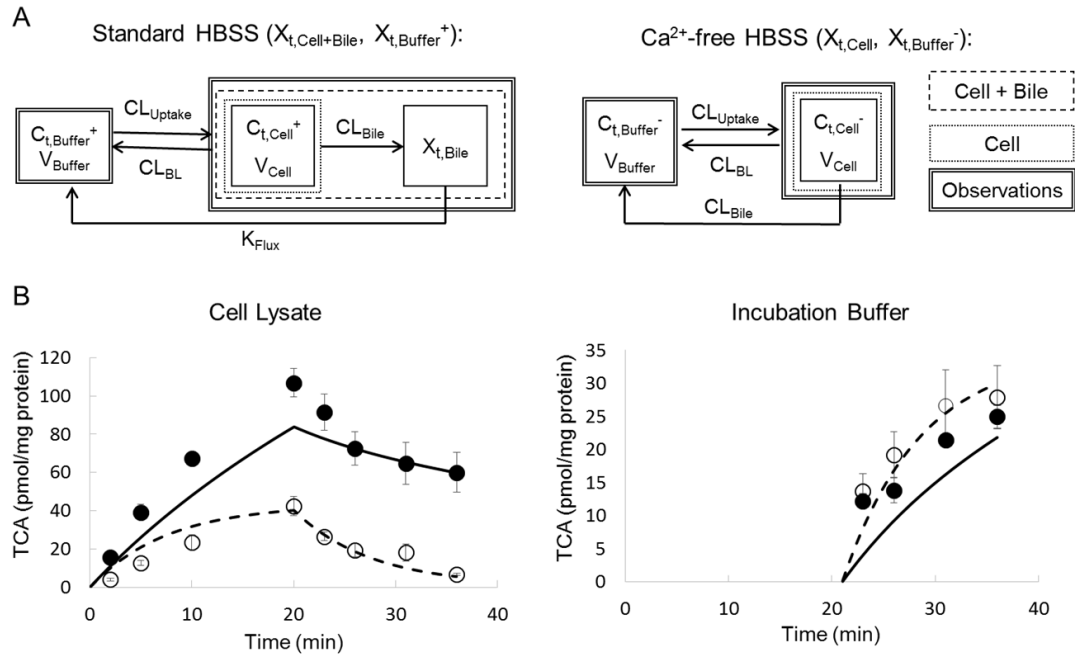 A
Standard HBSS (Xt,Cell+Bile, Xt,Buffer+):
Ca2+-free HBSS (Xt,Cell, Xt,Buffer-):
Ct,Buffer+
VBuffer
CLUptake
CLBL
Ct,Cell+
VCell
CLBile
Xt,Bile
KFlux
Ct,Buffer-
VBuffer
CLUptake
CLBL
Ct,Cell-
VCell
CLBile
Cell + Bile
Cell
Observations
B
Cell Lysate
TCA (pmol/mg protein)
120
100
80
60
40
20
0
0 10 20 30 40
Time (min)
Incubation Buffer
TCA (pmol/mg protein)
35
30
25
20
15
10
5
0
0 10 20 30 40
Time (min)